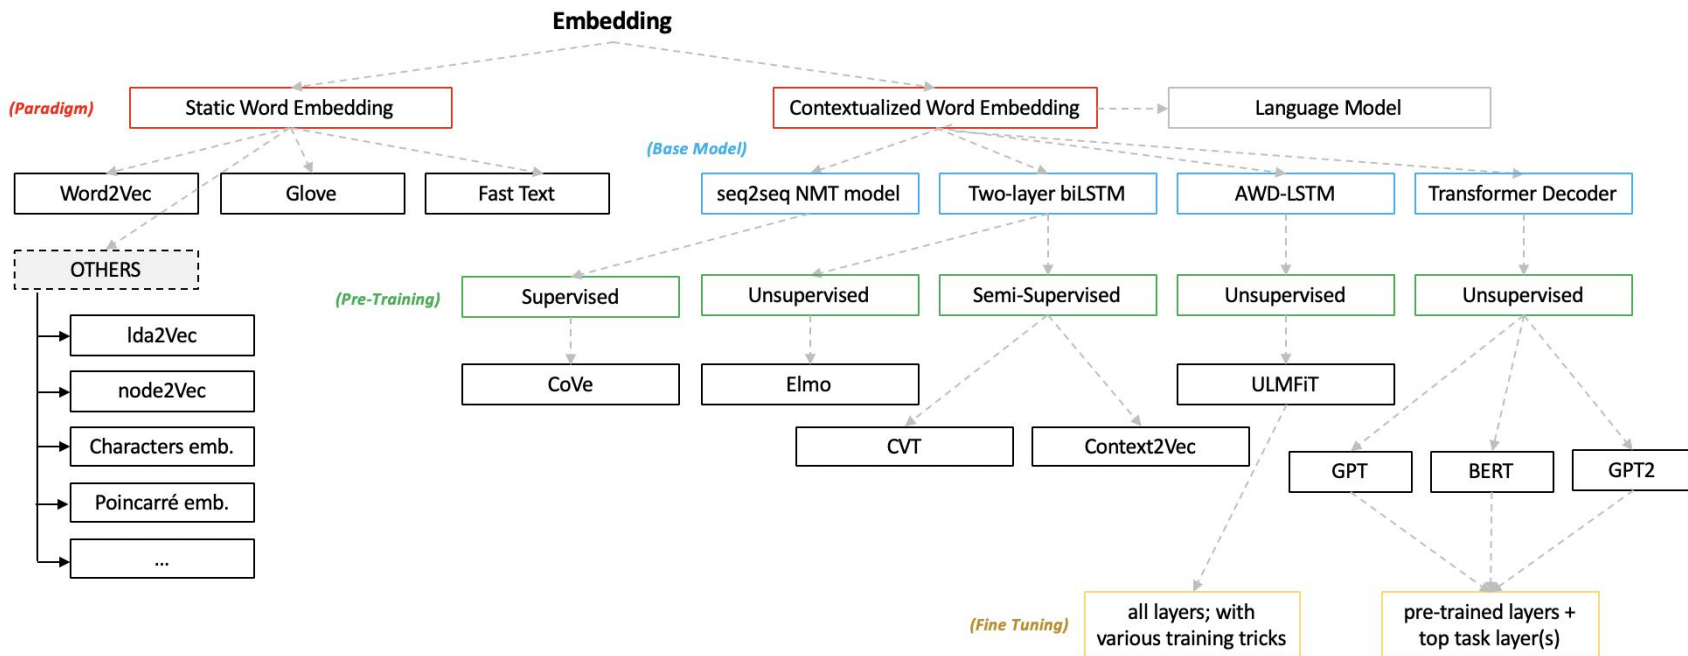 Embedding
(Paradigm)
Static Word Embedding
Contextualized Word Embedding
Language Model
(Base Model)
Word2Vec
Glove
Fast Text
seq2seq NMT model
Two-layer biLSTM
AWD-LSTM
Transformer Decoder
OTHERS
(Pre-Training)
Supervised
Unsupervised
Semi-Supervised
Unsupervised
Unsupervised
lda2Vec
node2Vec
Characters emb.
Poincarré emb.
...
CoVe
Elmo
ULMFiT
CVT
Context2Vec
GPT
BERT
GPT2
(Fine Tuning)
all layers; with
various training tricks
pre-trained layers +
top task layer(s)